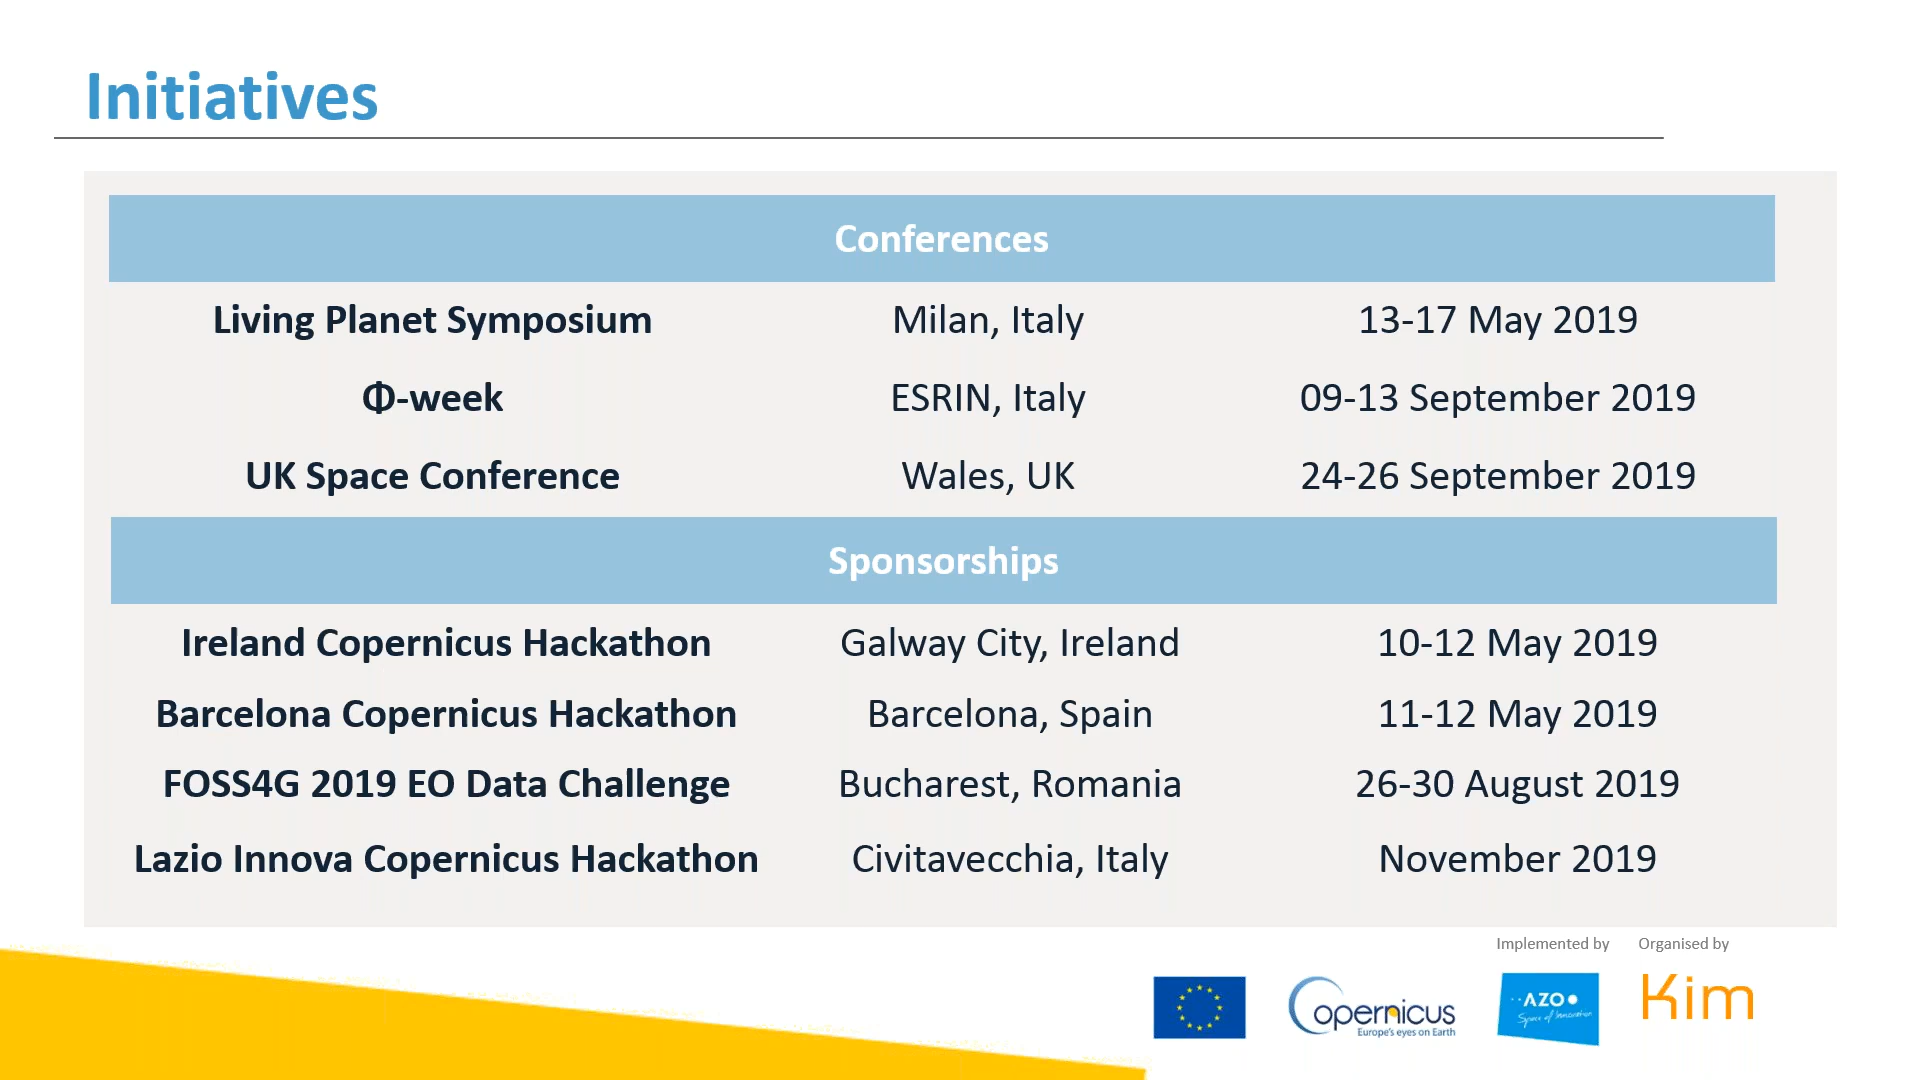 Initiatives
Conferences
Living Planet Symposium Milan, Italy 13-17 May 2019
Φ-week ESRIN, Italy 09-13 September 2019
UK Space Conference Wales, UK 24-26 September 2019
Sponsorships
Ireland Copernicus Hackathon Galway City, Ireland 10-12 May 2019
Barcelona Copernicus Hackathon Barcelona, Spain 11-12 May 2019
FOSS4G 2019 EO Data Challenge Bucharest, Romania 26-30 August 2019
Lazio Innova Copernicus Hackathon Civitavecchia, Italy November 2019
Implemented by Organised by
Copernicus
Europe's eyes on Earth
AZO
Space of Innovation
Kim